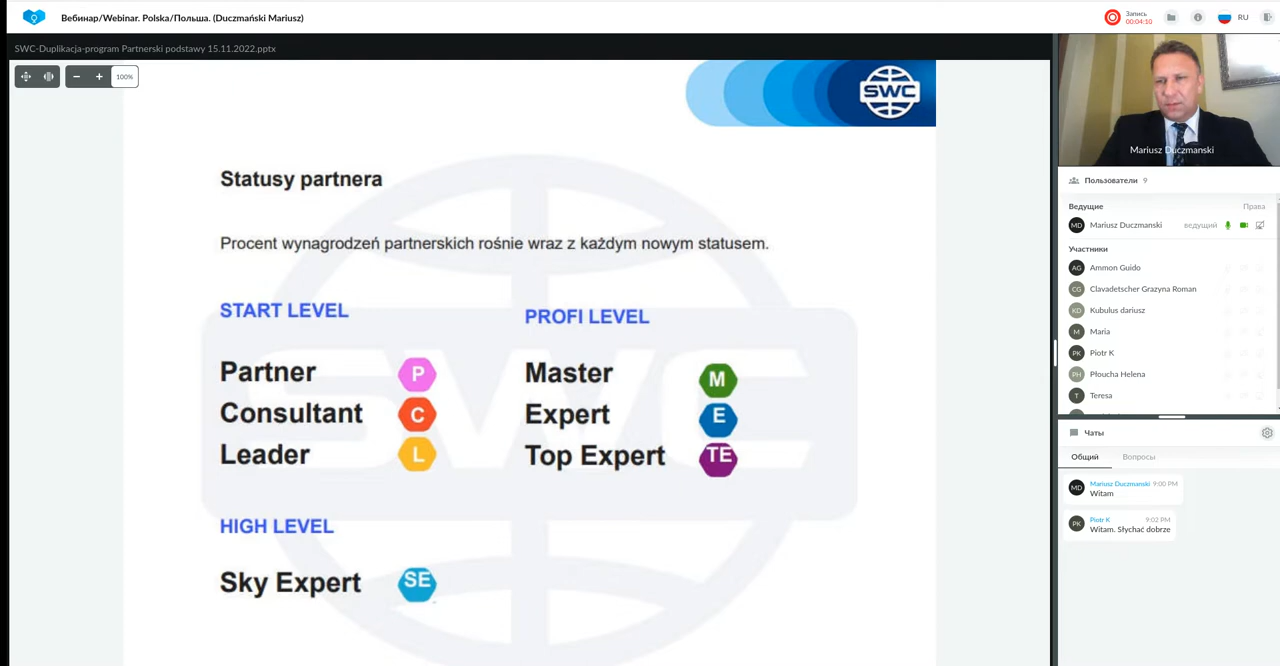 Вебинар/Webinar. Polska/Польша. (Duczmański Mariusz)
Запись
00:04:10
RU
SWC-Duplikacja-program Partnerski podstawy 15.11.2022.pptx
100%
SWC
Statusy partnera
Procent wynagrodzeń partnerskich rośnie wraz z każdym nowym statusem.
START LEVEL
Partner P
Consultant C
Leader L
PROFI LEVEL
Master M
Expert E
Top Expert TE
HIGH LEVEL
Sky Expert SE
SWC
Mariusz Duczmanski
Пользователи 9
Ведущие Права
MD Mariusz Duczmanski ведущий
Участники
AG Ammon Guido
CG Clavadetscher Grazyna Roman
KD Kubulus dariusz
M Maria
PK Piotr K
PH Płoucha Helena
T Teresa
Чаты
Общий Вопросы
MD Mariusz Duczmanski 9:00 PM
Witam
PK Piotr K 9:02 PM
Witam. Słychać dobrze